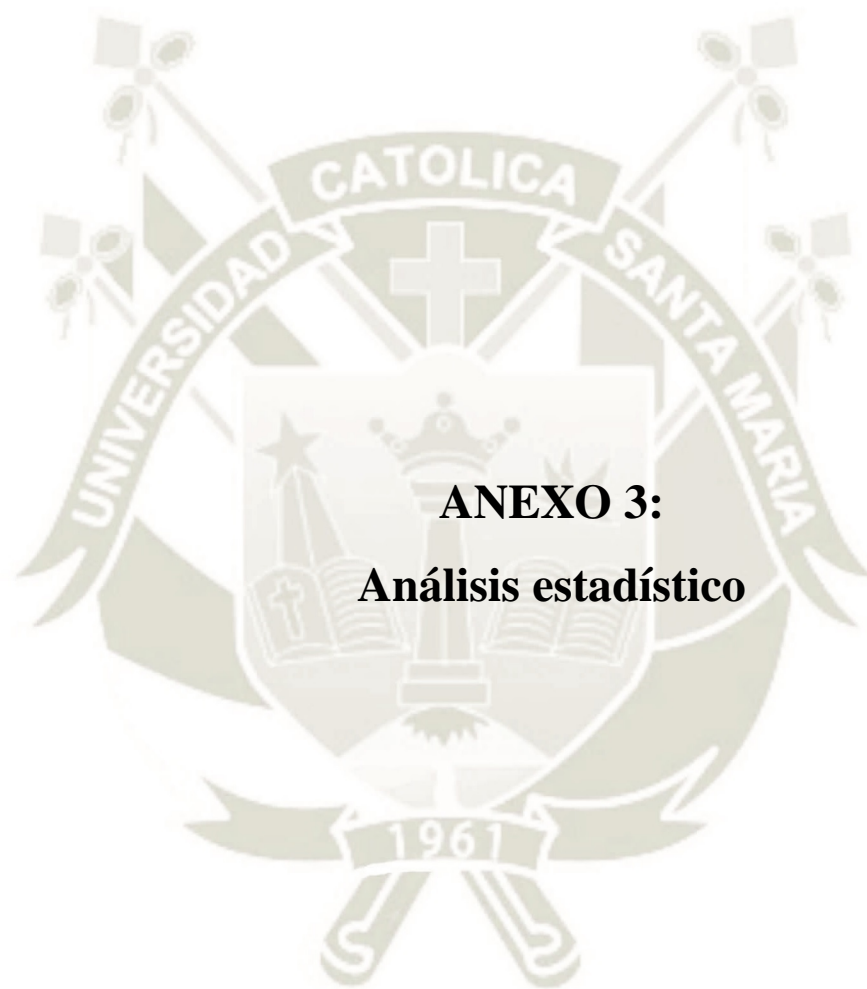 CATOLICA
UNIVERSIDAD
SANTA MARIA
ANEXO 3:
Análisis estadístico
1961